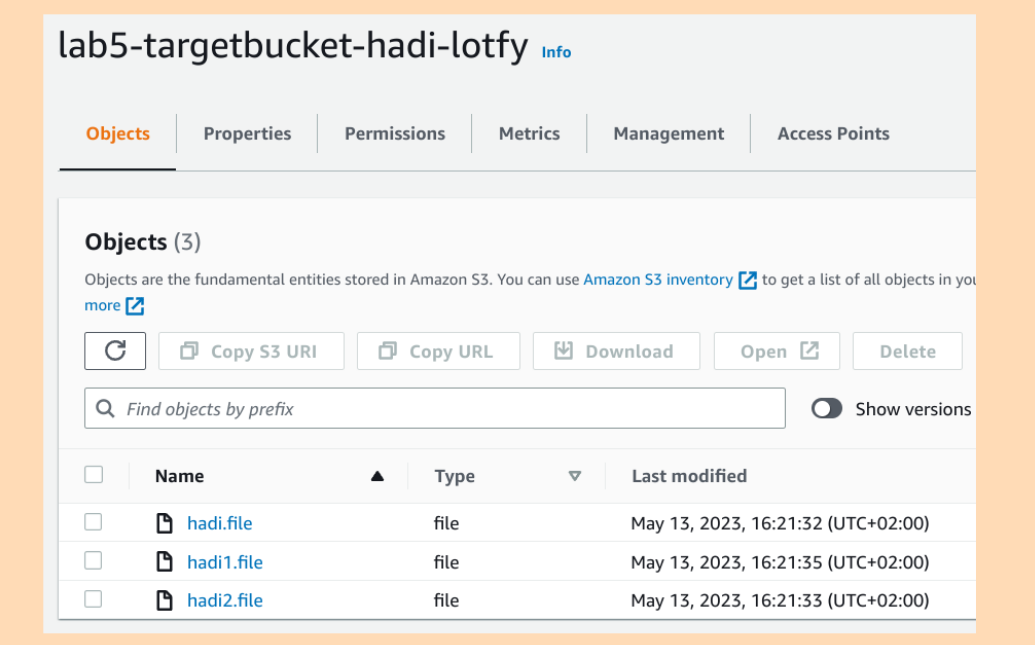 lab5-targetbucket-hadi-lotfy Info
Objects Properties Permissions Metrics Management Access Points
Objects (3)
Objects are the fundamental entities stored in Amazon S3. You can use Amazon S3 inventory to get a list of all objects in
more
Copy S3 URI Copy URL Download Open Delete
Find objects by prefix Show versions
Name Type Last modified
hadi.file file May 13, 2023, 16:21:32 (UTC+02:00)
hadi1.file file May 13, 2023, 16:21:35 (UTC+02:00)
hadi2.file file May 13, 2023, 16:21:33 (UTC+02:00)